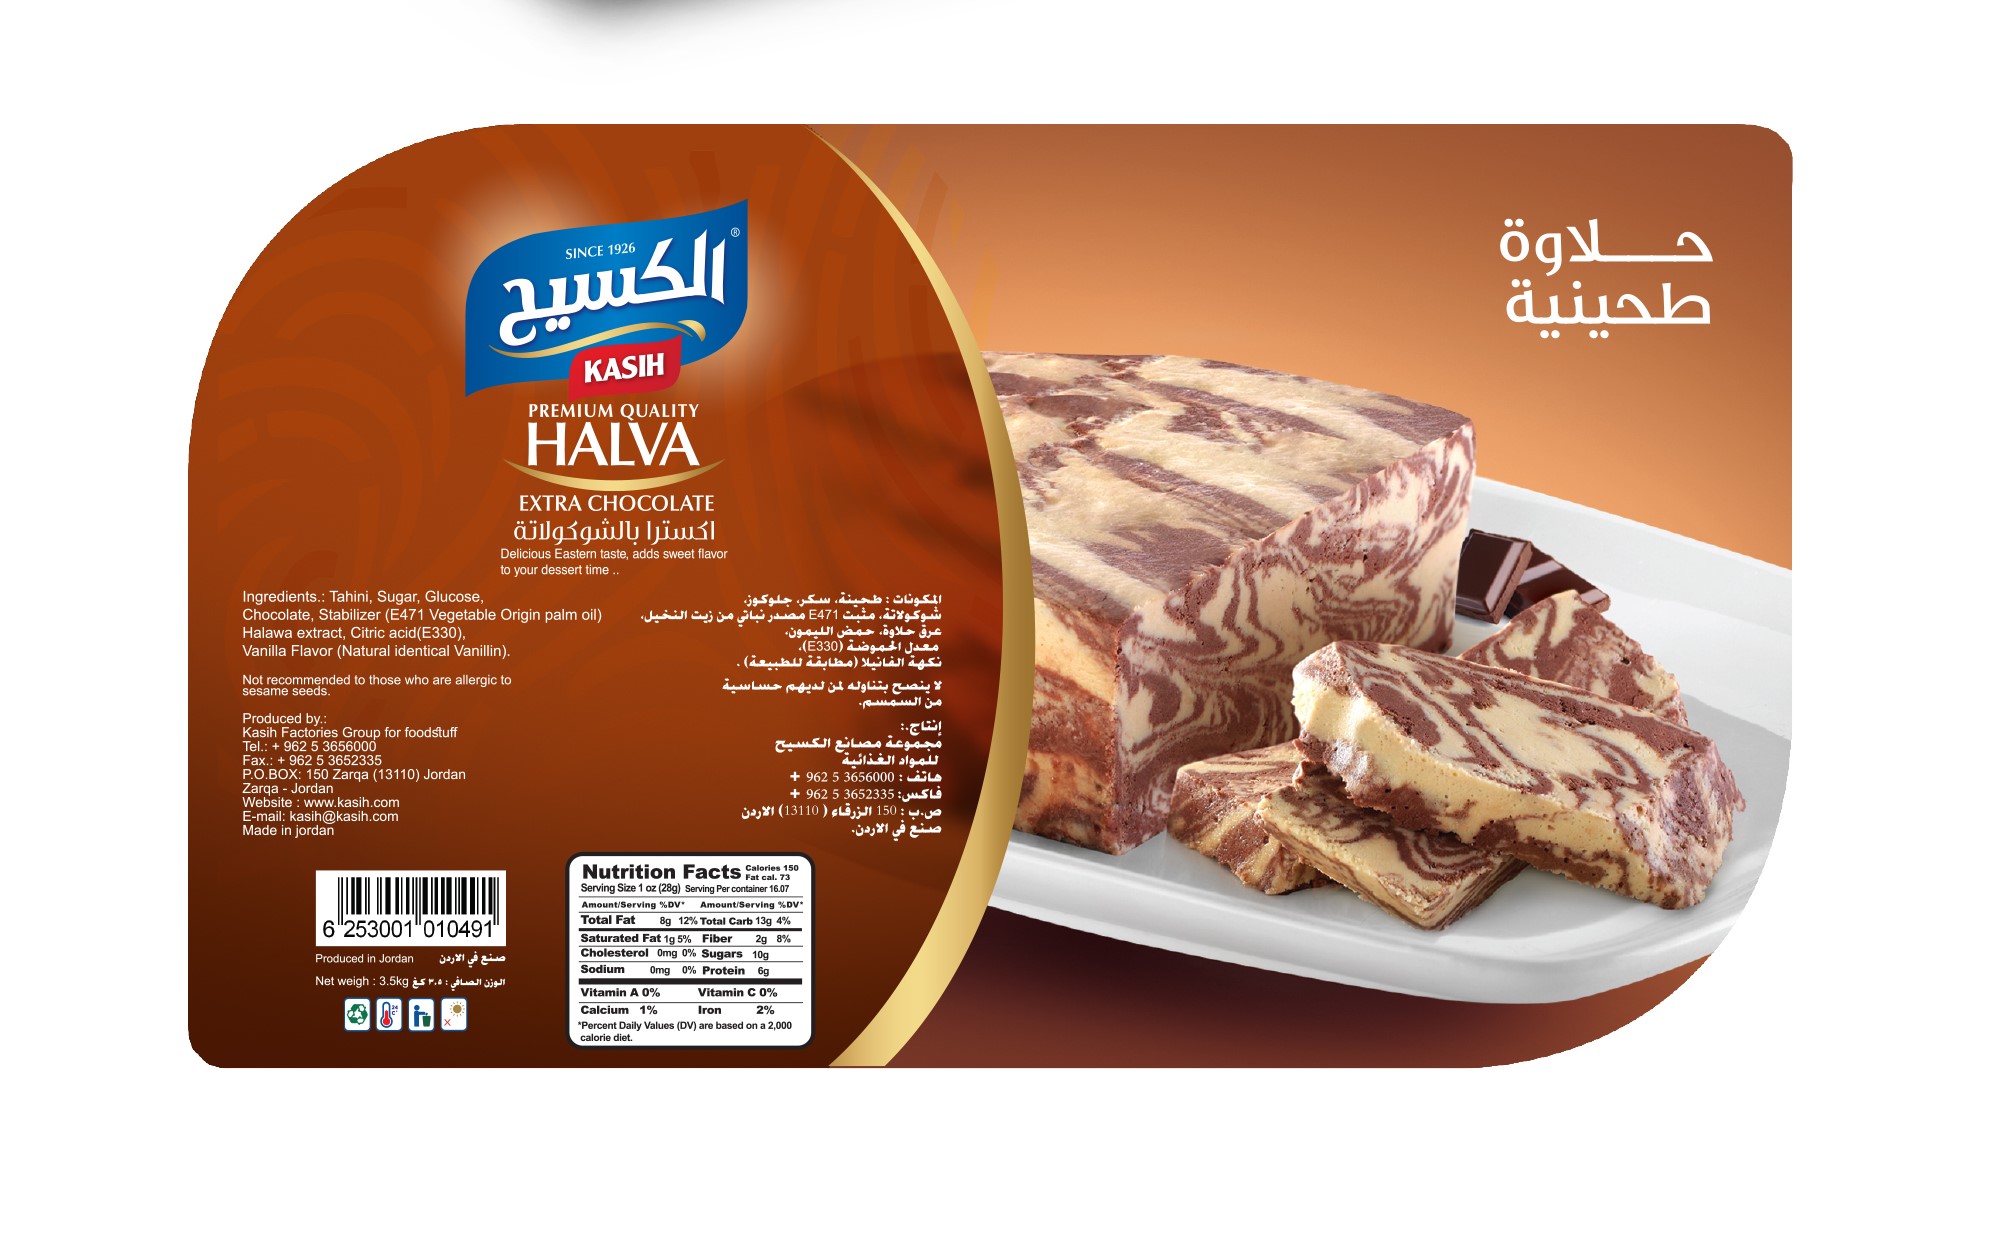 SINCE 1926
®
الكسيح
KASIH
PREMIUM QUALITY
HALVA
EXTRA CHOCOLATE
اكسترا بالشوكولاتة
Delicious Eastern taste, adds sweet flavor
to your dessert time ..
حلاوة
طحينية
Ingredients.: Tahini, Sugar, Glucose,
Chocolate, Stabilizer (E471 Vegetable Origin palm oil)
Halawa extract, Citric acid(E330),
Vanilla Flavor (Natural identical Vanillin).
Not recommended to those who are allergic to
sesame seeds.
Produced by.:
Kasih Factories Group for foodstuff
Tel.: + 962 5 3656000
Fax.: + 962 5 3652335
P.O.BOX: 150 Zarqa (13110) Jordan
Zarqa - Jordan
Website : www.kasih.com
E-mail: kasih@kasih.com
Made in jordan
المكونات : طحينة، سكر، جلوكوز،
شوكولاتة، مثبت E471 مصدر نباتي من زيت النخيل،
عرق حلاوة، حمض الليمون،
معدل الحموضة (E330)،
نكهة الفانيلا (مطابقة للطبيعة) .
لا ينصح بتناوله لمن لديهم حساسية
من السمسم.
إنتاج.:
مجموعة مصانع الكسيح
للمواد الغذائية
هاتف : 3656000 5 962 +
فاكس: 3652335 5 962 +
ص.ب : 150 الزرقاء ( 13110) الاردن
صنع في الاردن.
6 253001 010491
Produced in Jordan صنع في الاردن
Net weigh : 3.5kg الوزن الصافي : ٣،٥ كغ
24 C°
Nutrition Facts Calories 150
Fat cal. 73
Serving Size 1 oz (28g) Serving Per container 16.07
Amount/Serving %DV* Amount/Serving %DV*
Total Fat 8g 12% Total Carb 13g 4%
Saturated Fat 1g 5% Fiber 2g 8%
Cholesterol 0mg 0% Sugars 10g
Sodium 0mg 0% Protein 6g
Vitamin A 0% Vitamin C 0%
Calcium 1% Iron 2%
*Percent Daily Values (DV) are based on a 2,000
calorie diet.